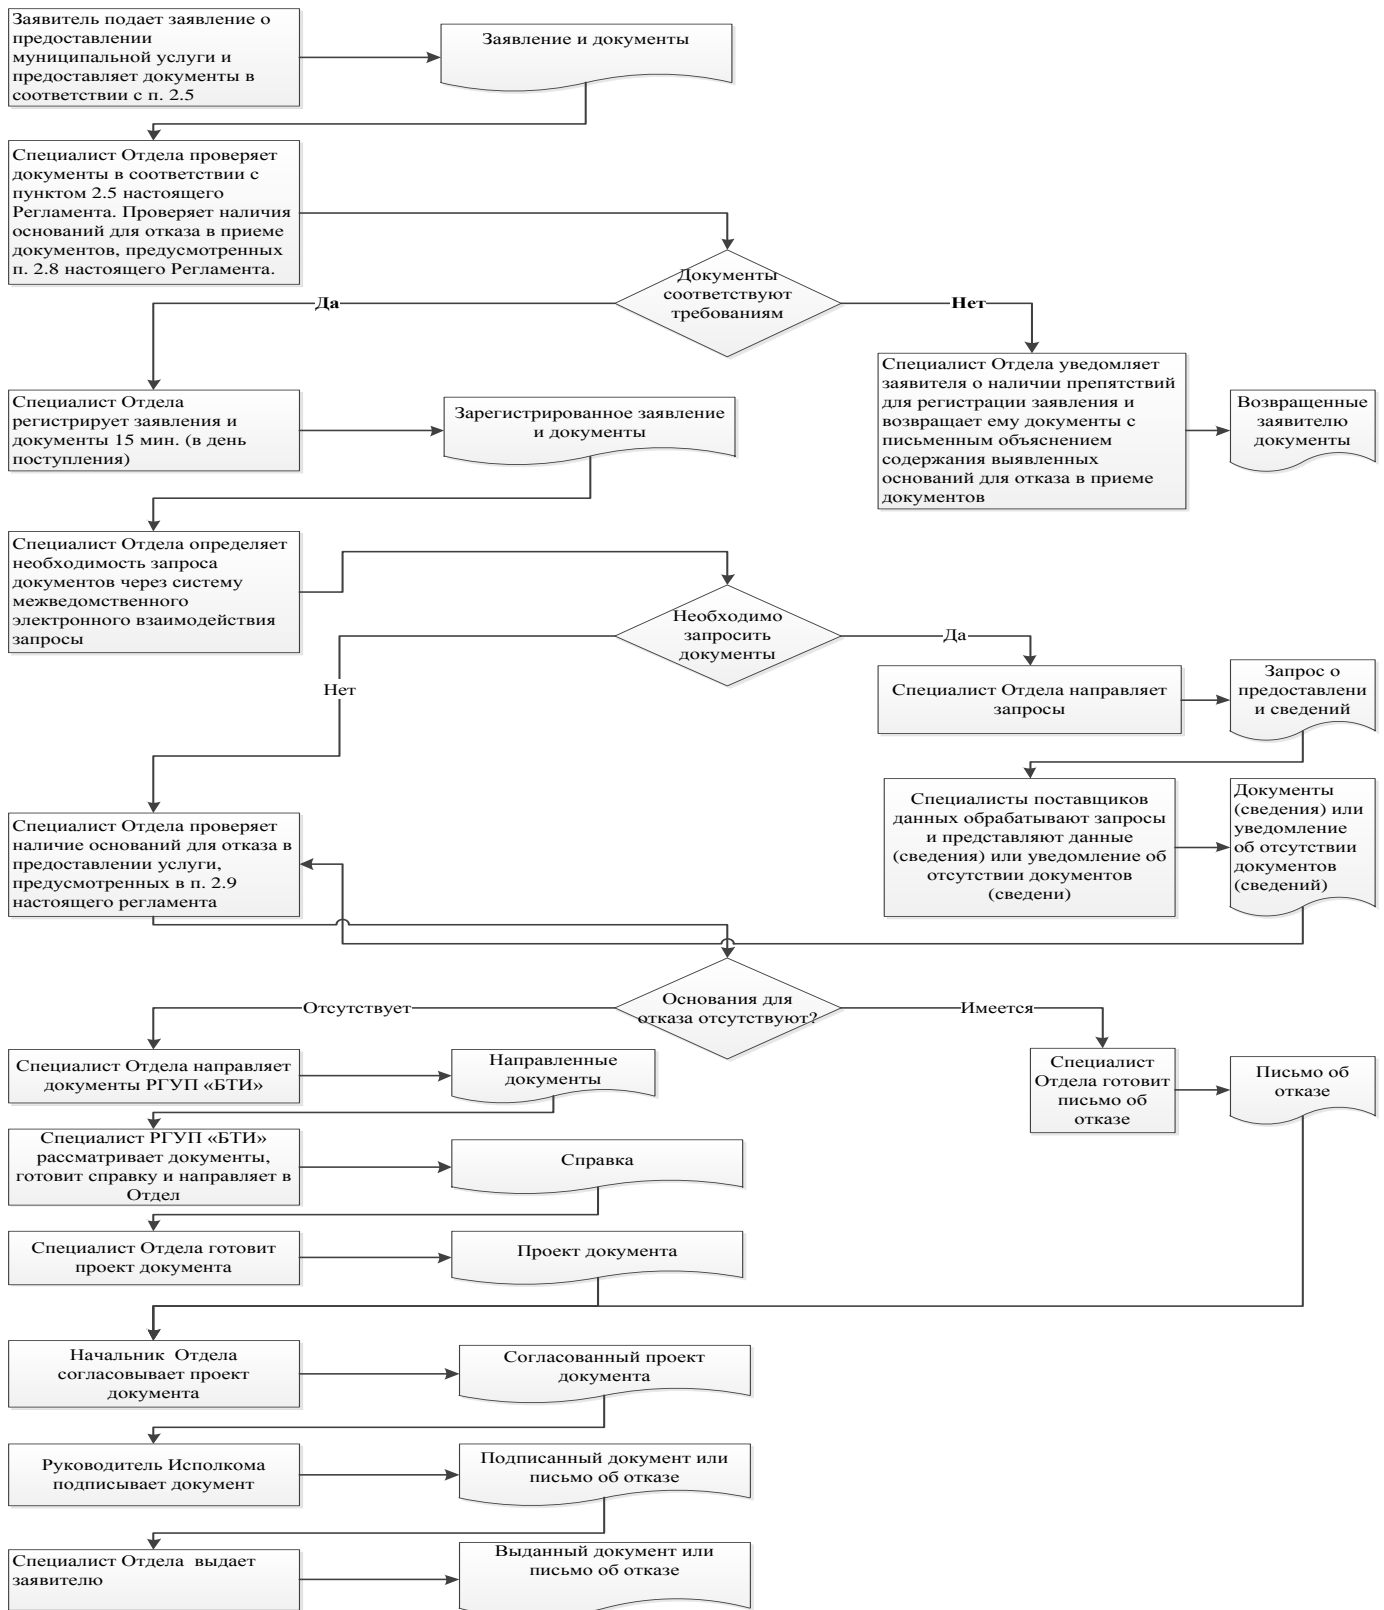 Заявитель подает заявление о
предоставлении
муниципальной услуги и
предоставляет документы в
соответствии с п. 2.5
Заявление и документы
Специалист Отдела проверяет
документы в соответствии с
пунктом 2.5 настоящего
Регламента. Проверяет наличия
оснований для отказа в приеме
документов, предусмотренных
п. 2.8 настоящего Регламента.
Документы
соответствуют
требованиям
Да
Нет
Специалист Отдела
регистрирует заявления и
документы 15 мин. (в день
поступления)
Зарегистрированное заявление
и документы
Специалист Отдела уведомляет
заявителя о наличии препятствий
для регистрации заявления и
возвращает ему документы с
письменным объяснением
содержания выявленных
оснований для отказа в приеме
документов
Возвращенные
заявителю
документы
Специалист Отдела определяет
необходимость запроса
документов через систему
межведомственного
электронного взаимодействия
запросы
Необходимо
запросить
документы
Да
Нет
Специалист Отдела направляет
запросы
Запрос о
предоставлени
и сведений
Специалисты поставщиков
данных обрабатывают запросы
и представляют данные
(сведения) или уведомление об
отсутствии документов
(сведени)
Документы
(сведения) или
уведомление
об отсутствии
документов
(сведений)
Специалист Отдела проверяет
наличие оснований для отказа в
предоставлении услуги,
предусмотренных в п. 2.9
настоящего регламента
Основания для
отказа отсутствуют?
Отсутствует
Имеется
Специалист Отдела направляет
документы РГУП «БТИ»
Направленные
документы
Специалист
Отдела готовит
письмо об
отказе
Письмо об
отказе
Специалист РГУП «БТИ»
рассматривает документы,
готовит справку и направляет в
Отдел
Справка
Специалист Отдела готовит
проект документа
Проект документа
Начальник  Отдела
согласовывает проект
документа
Согласованный проект
документа
Руководитель Исполкома
подписывает документ
Подписанный документ или
письмо об отказе
Специалист Отдела  выдает
заявителю
Выданный документ или
письмо об отказе